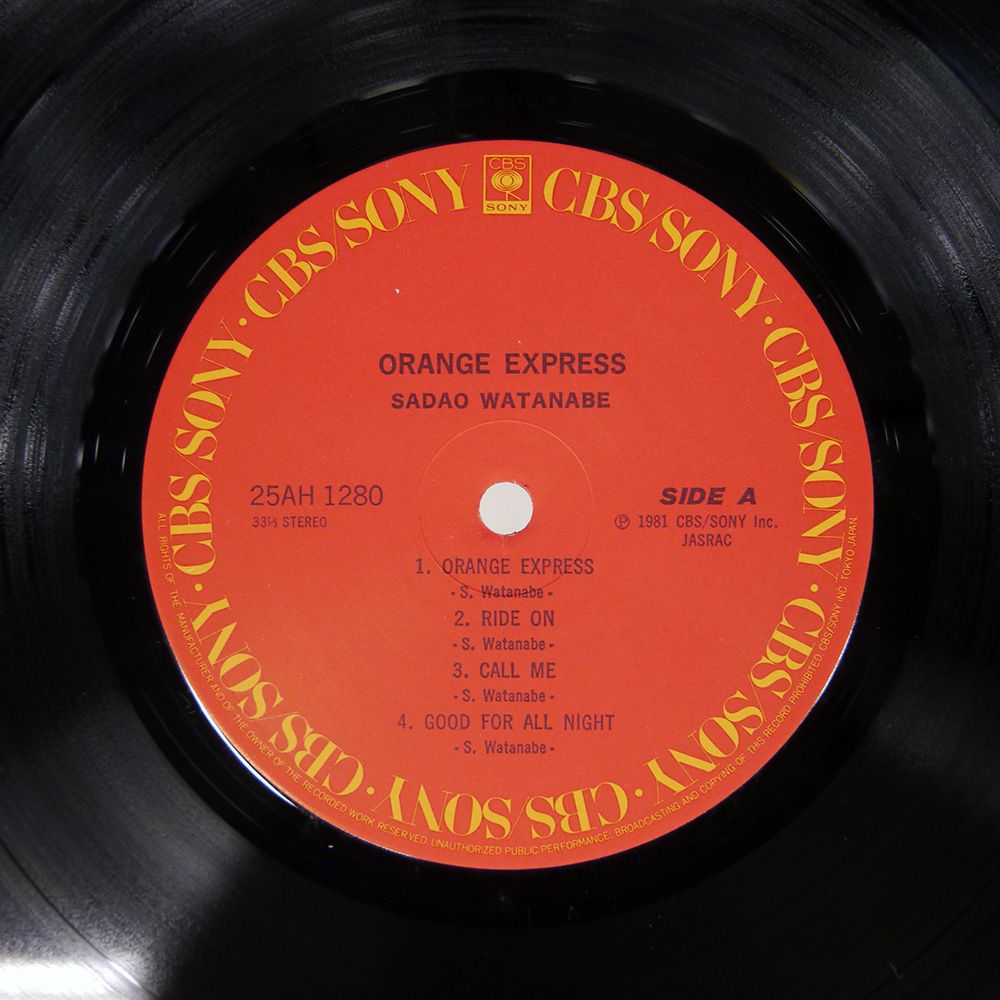 CBS
SONY
CBS/SONY · CBS/SONY · CBS/SONY · CBS/SONY · CBS/SONY · CBS/SONY · CBS/SONY · CBS/SONY · CBS/SONY
ORANGE EXPRESS
SADAO WATANABE
25AH 1280
33⅓ STEREO
SIDE A
Ⓟ 1981 CBS/SONY Inc.
JASRAC
1. ORANGE EXPRESS
- S. Watanabe -
2. RIDE ON
- S. Watanabe -
3. CALL ME
- S. Watanabe -
4. GOOD FOR ALL NIGHT
- S. Watanabe -
ALL RIGHTS OF THE MANUFACTURER AND OF THE OWNER OF THE RECORDED WORK RESERVED UNAUTHORIZED PUBLIC PERFORMANCE, BROADCASTING AND COPYING OF THIS RECORD PROHIBITED CBS/SONY INC. TOKYO JAPAN